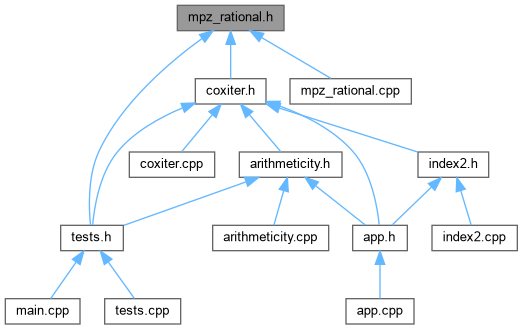 mpz_rational.h
coxiter.h
mpz_rational.cpp
coxiter.cpp
arithmeticity.h
index2.h
tests.h
arithmeticity.cpp
app.h
index2.cpp
main.cpp
tests.cpp
app.cpp